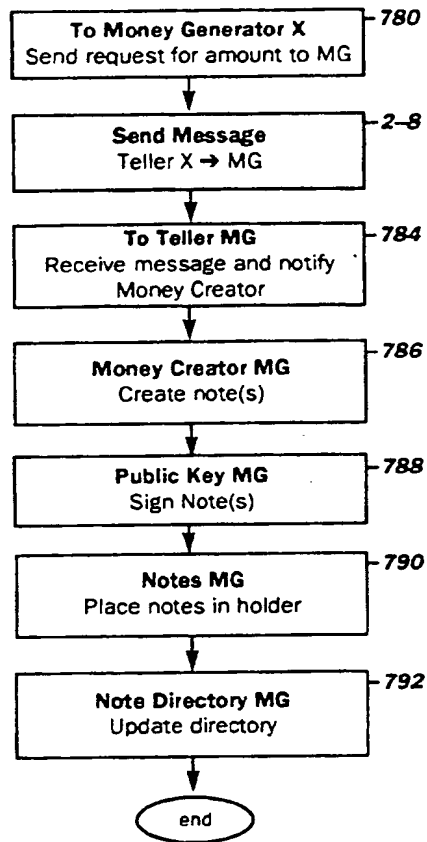 To Money Generator X
Send request for amount to MG
780
Send Message
Teller X → MG
2-8
To Teller MG
Receive message and notify
Money Creator
784
Money Creator MG
Create note(s)
786
Public Key MG
Sign Note(s)
788
Notes MG
Place notes in holder
790
Note Directory MG
Update directory
792
end